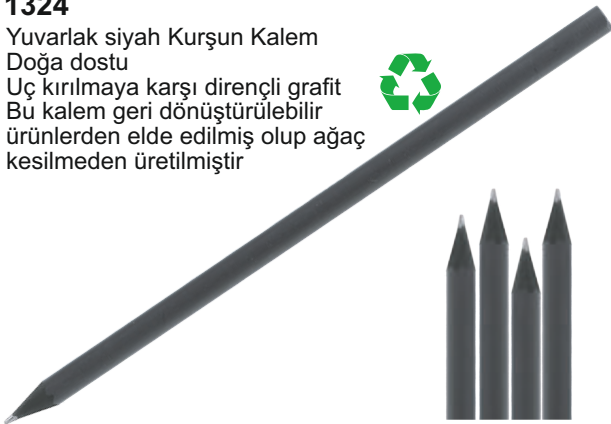 1324
Yuvarlak siyah Kurşun Kalem
Doğa dostu
Uç kırılmaya karşı dirençli grafit
Bu kalem geri dönüştürülebilir
ürünlerden elde edilmiş olup ağaç
kesilmeden üretilmiştir